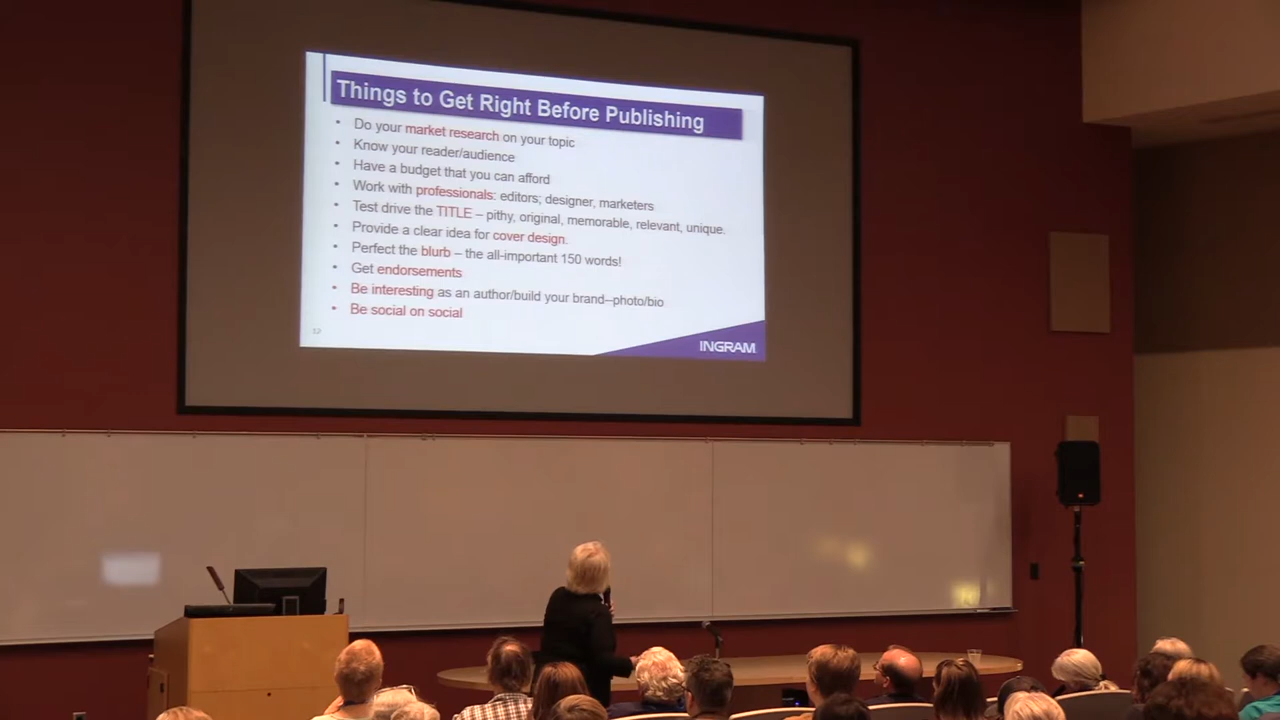 Things to Get Right Before Publishing
• Do your market research on your topic
• Know your reader/audience
• Have a budget that you can afford
• Work with professionals: editors; designer, marketers
• Test drive the TITLE – pithy, original, memorable, relevant, unique.
• Provide a clear idea for cover design.
• Perfect the blurb – the all-important 150 words!
• Get endorsements
• Be interesting as an author/build your brand–photo/bio
• Be social on social
INGRAM